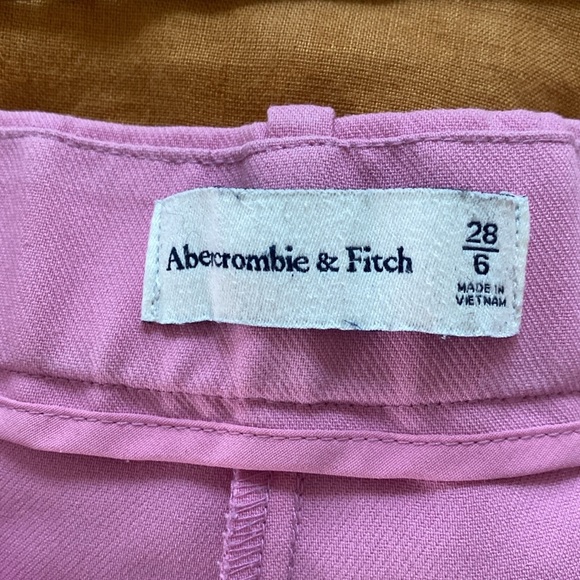 Abercrombie & Fitch
28
6
MADE IN
VIETNAM